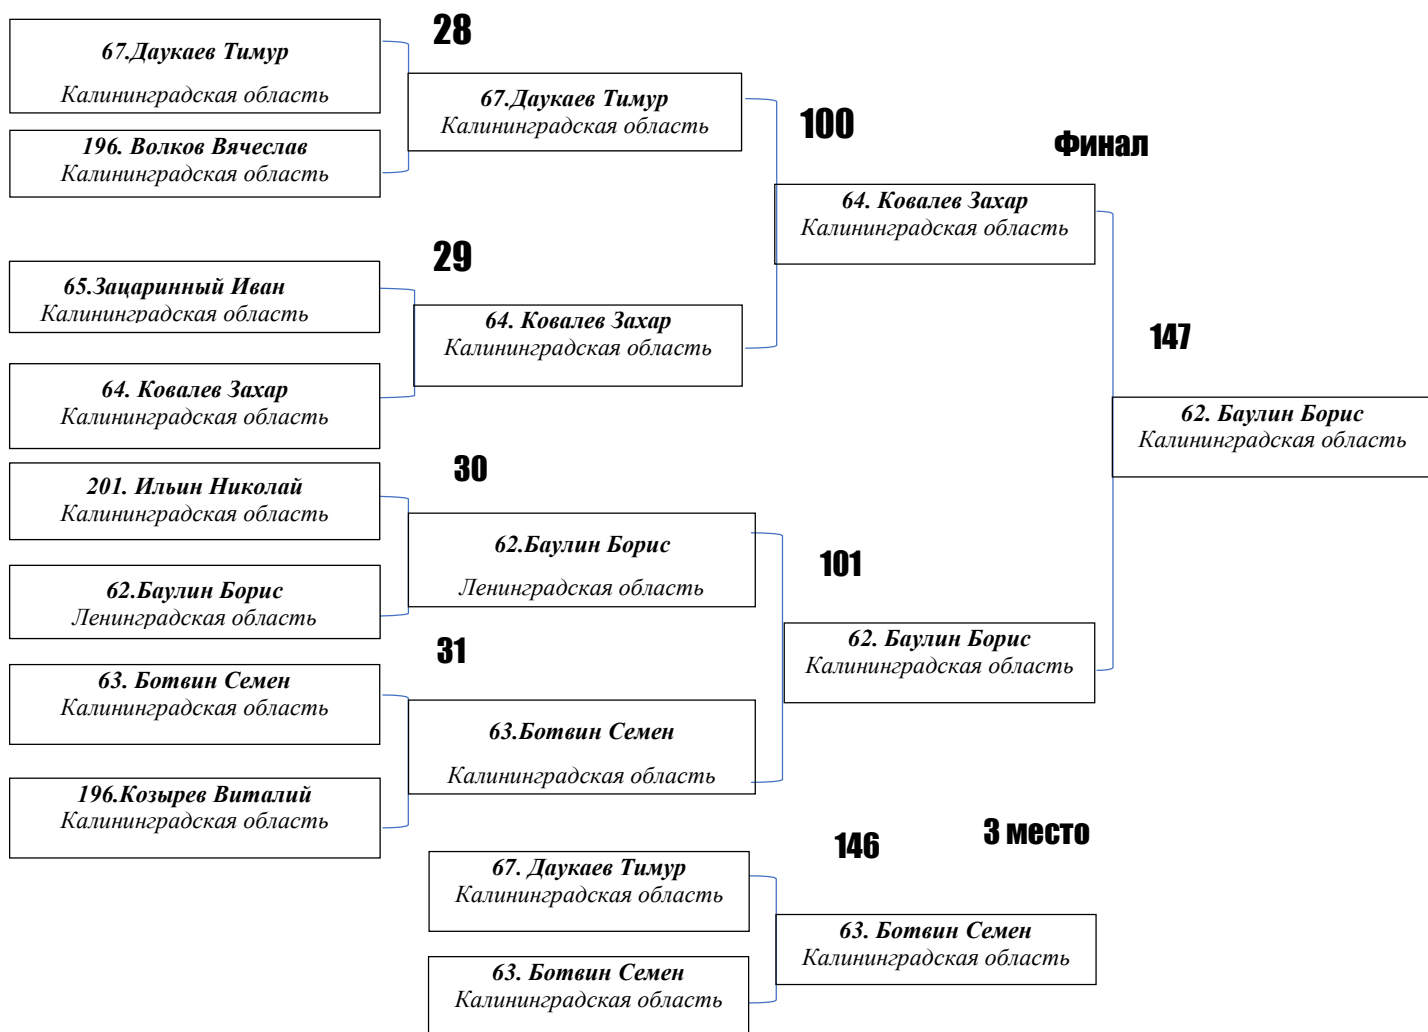 28
67.Даукаев Тимур
Калининградская область
196. Волков Вячеслав
Калининградская область
67.Даукаев Тимур
Калининградская область
100
Финал
64. Ковалев Захар
Калининградская область
29
65.Зацаринный Иван
Калининградская область
64. Ковалев Захар
Калининградская область
64. Ковалев Захар
Калининградская область
147
62. Баулин Борис
Калининградская область
30
201. Ильин Николай
Калининградская область
62.Баулин Борис
Ленинградская область
62.Баулин Борис
Ленинградская область
101
62. Баулин Борис
Калининградская область
31
63. Ботвин Семен
Калининградская область
63.Ботвин Семен
Калининградская область
196.Козырев Виталий
Калининградская область
146
3 место
67. Даукаев Тимур
Калининградская область
63. Ботвин Семен
Калининградская область
63. Ботвин Семен
Калининградская область